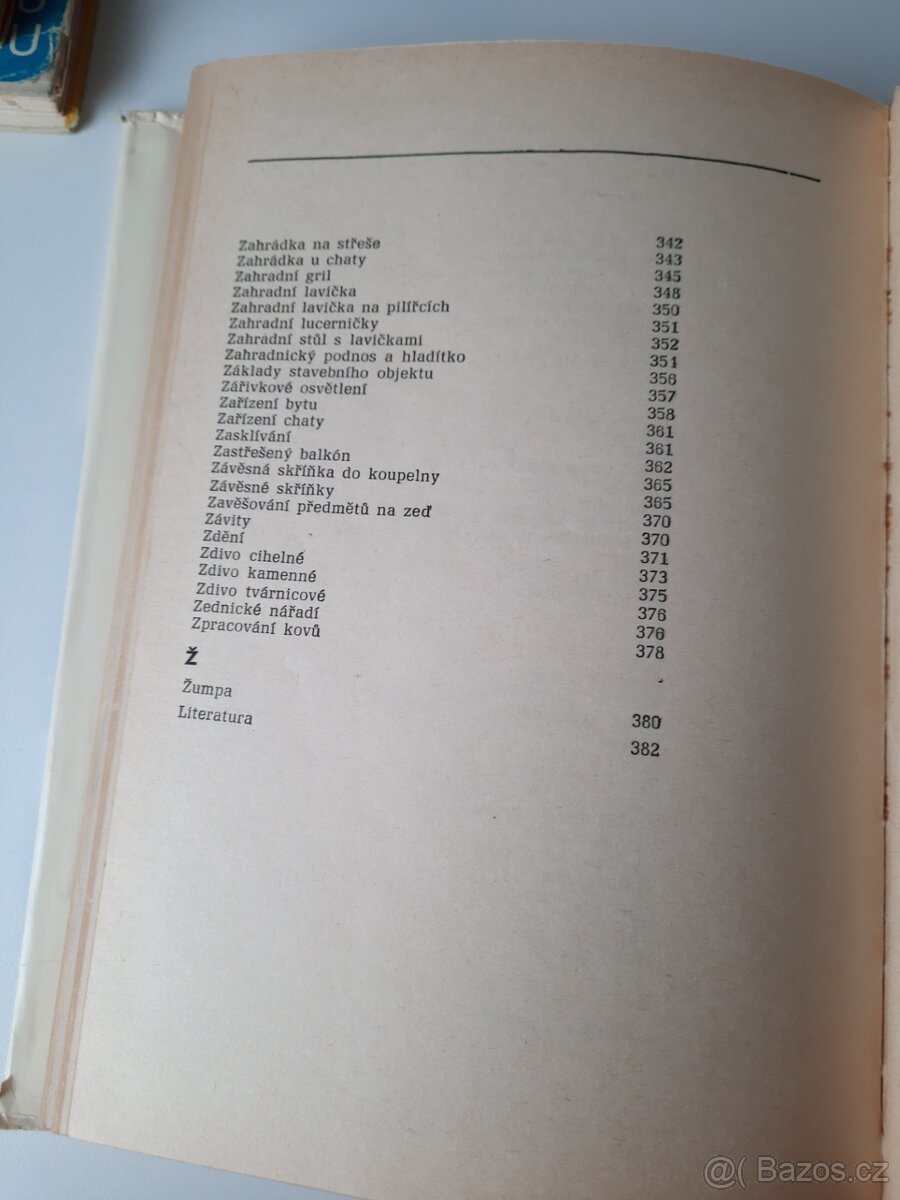 U
Zahrádka na střeše 342
Zahrádka u chaty 343
Zahradní gril 345
Zahradní lavička 348
Zahradní lavička na pilířcích 350
Zahradní lucerničky 351
Zahradní stůl s lavičkami 352
Zahradnický podnos a hladítko 351
Základy stavebního objektu 356
Zářivkové osvětlení 357
Zařízení bytu 358
Zařízení chaty 361
Zasklívání 361
Zastřešený balkón 362
Závěsná skříňka do koupelny 365
Závěsné skříňky 365
Zavěšování předmětů na zeď 370
Závity 370
Zdění 371
Zdivo cihelné 373
Zdivo kamenné 375
Zdivo tvárnicové 376
Zednické nářadí 376
Zpracování kovů 378
Ž
Žumpa 380
Literatura 382
@( Bazos.cz